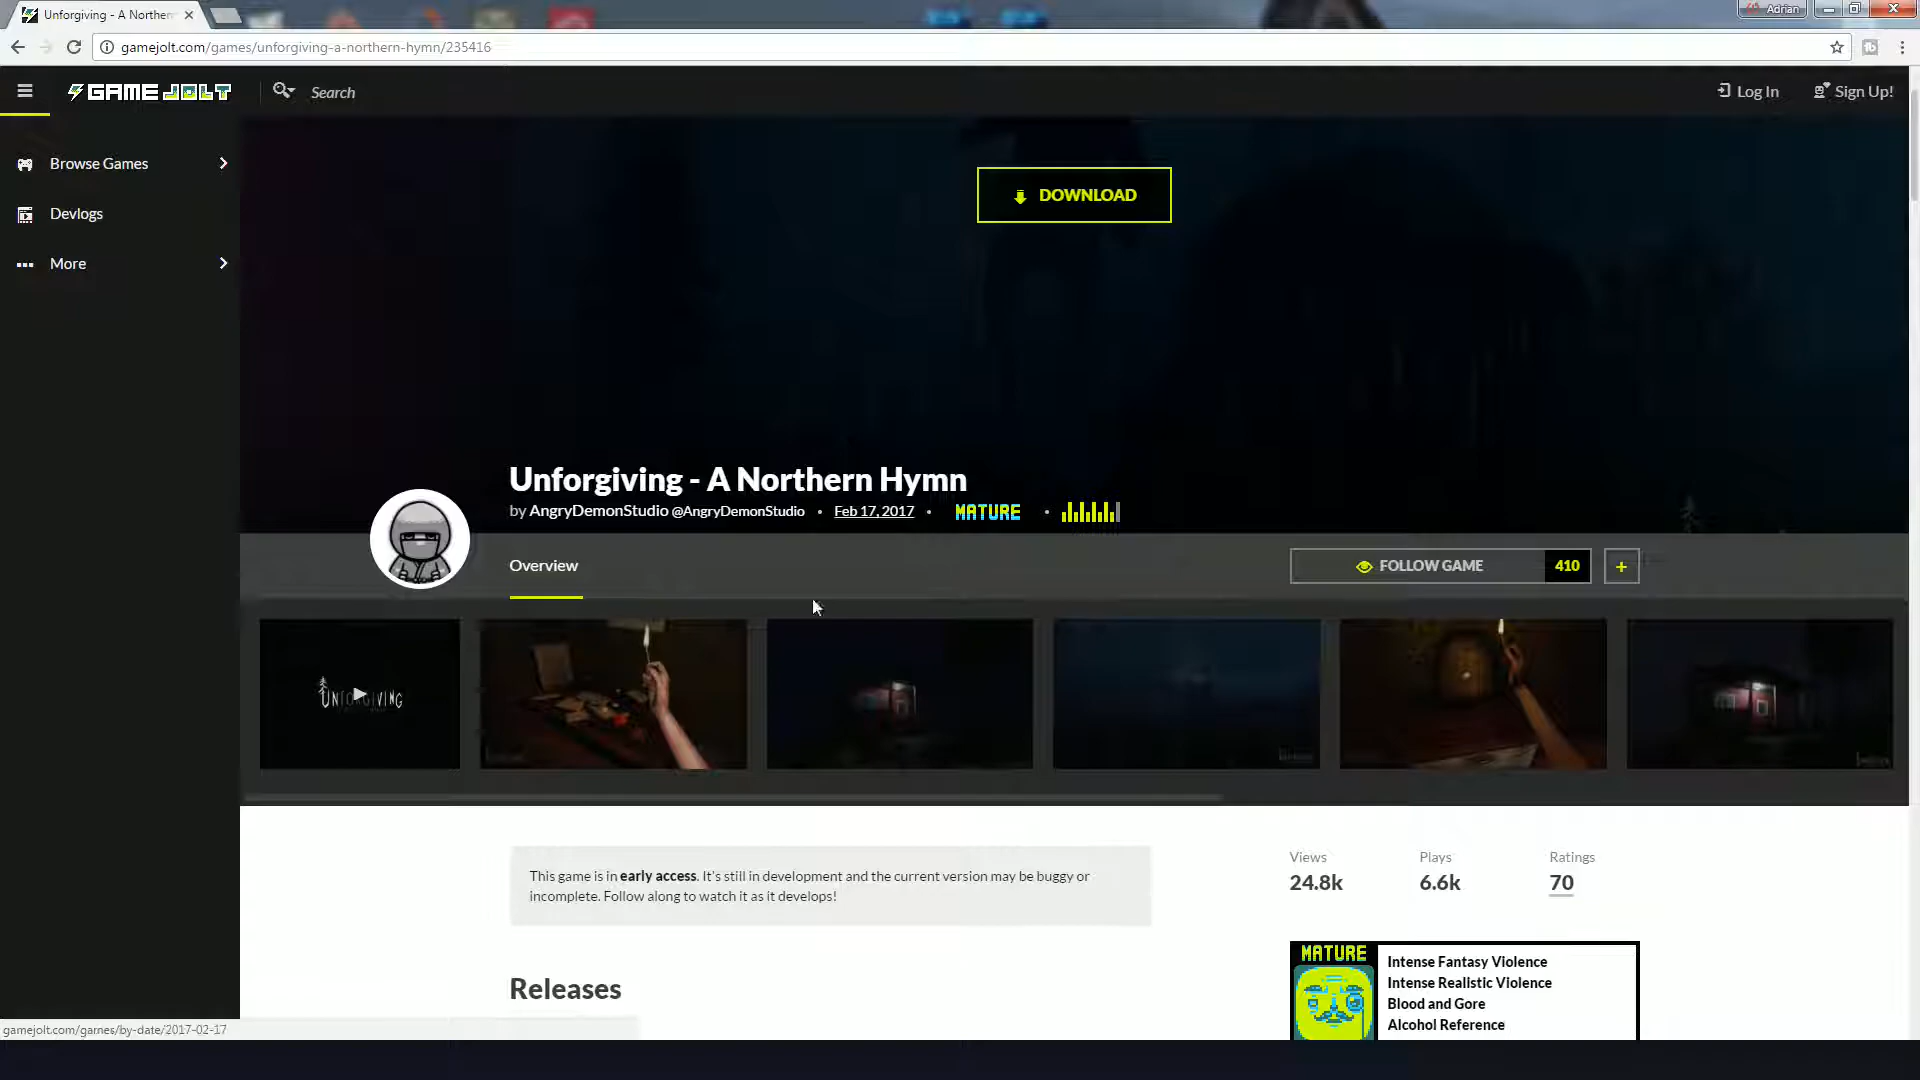 Unforgiving - A Northern
Adrian
gamejolt.com/games/unforgiving-a-northern-hymn/235416
GAME JOLT
Search
Log In
Sign Up!
Browse Games
Devlogs
More
DOWNLOAD
Unforgiving - A Northern Hymn
by AngryDemonStudio @AngryDemonStudio • Feb 17, 2017 • MATURE •
Overview
FOLLOW GAME 410 +
UNFORGIVING
This game is in early access. It's still in development and the current version may be buggy or
incomplete. Follow along to watch it as it develops!
Views
24.8k
Plays
6.6k
Ratings
70
Releases
MATURE
Intense Fantasy Violence
Intense Realistic Violence
Blood and Gore
Alcohol Reference
gamejolt.com/games/by-date/2017-02-17